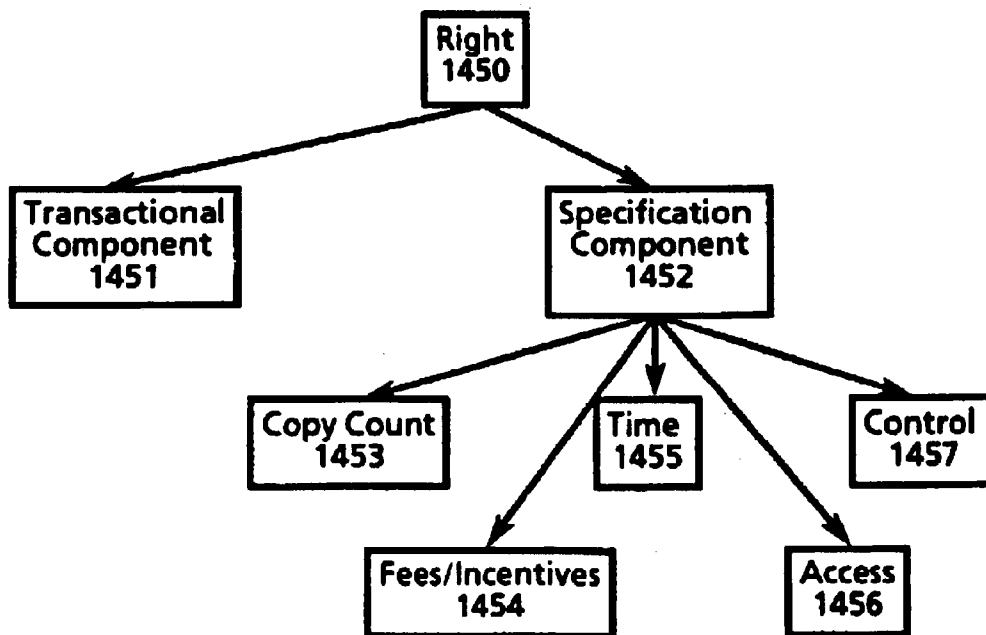 Right
1450
Transactional
Component
1451
Specification
Component
1452
Copy Count
1453
Time
1455
Control
1457
Fees/Incentives
1454
Access
1456